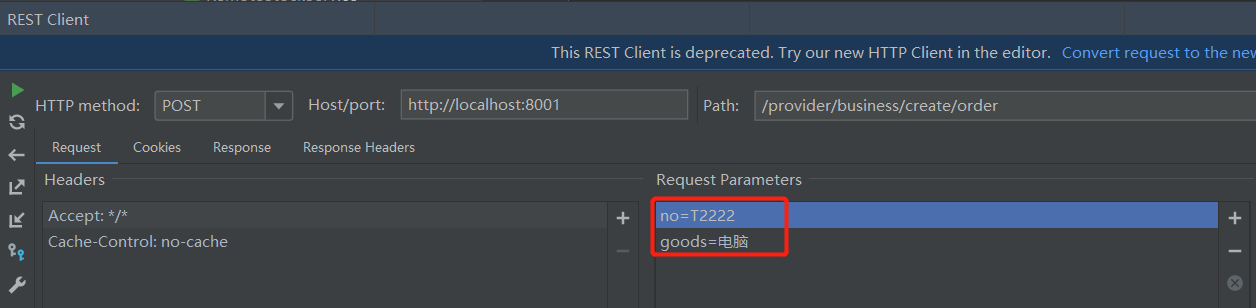 REST Client
This REST Client is deprecated. Try our new HTTP Client in the editor. Convert request to the new
HTTP method: POST Host/port: http://localhost:8001 Path: /provider/business/create/order
Request Cookies Response Response Headers
Headers Request Parameters
Accept: */* no=T2222
Cache-Control: no-cache goods=电脑